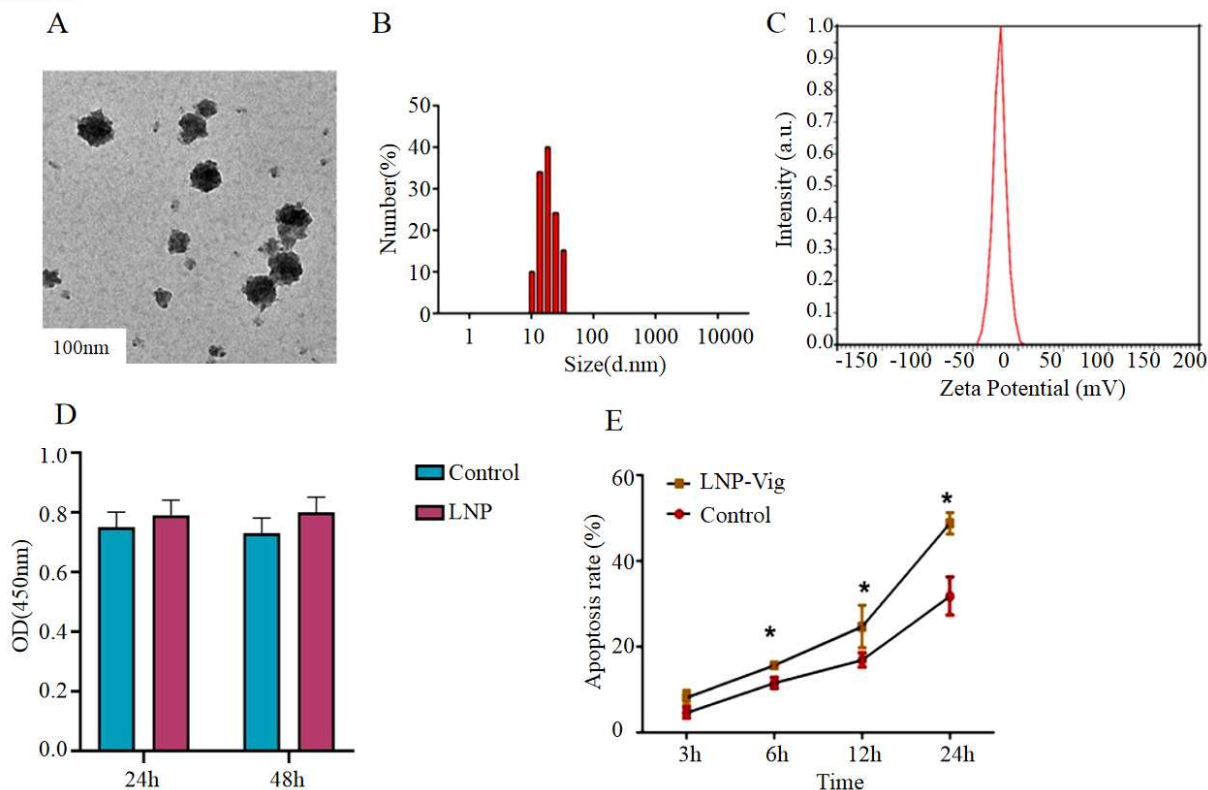 A
100nm
B
50
40
30
20
10
0
Number(%)
1 10 100 1000 10000
Size(d.nm)
C
1.0
0.9
0.8
0.7
0.6
0.5
0.4
0.3
0.2
0.1
0.0
Intensity (a.u.)
-150 -100 -50 0 50 100 150 200
Zeta Potential (mV)
D
1.0
0.8
0.6
0.4
0.2
0.0
OD(450nm)
24h 48h
Control
LNP
E
60
40
20
0
Apoptosis rate (%)
LNP-Vig
Control
*
*
*
3h 6h 12h 24h
Time